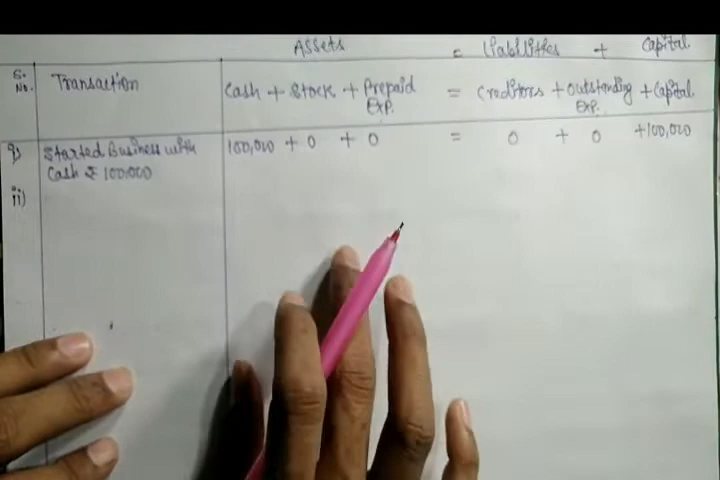 Assets = Liabilities + Capital
S. No. Transaction Cash + Stock + Prepaid Exp. = Creditors + Outstanding Exp. + Capital
i) Started Business with 100,000 + 0 + 0 = 0 + 0 + 100,000
Cash ₹ 100,000
ii)